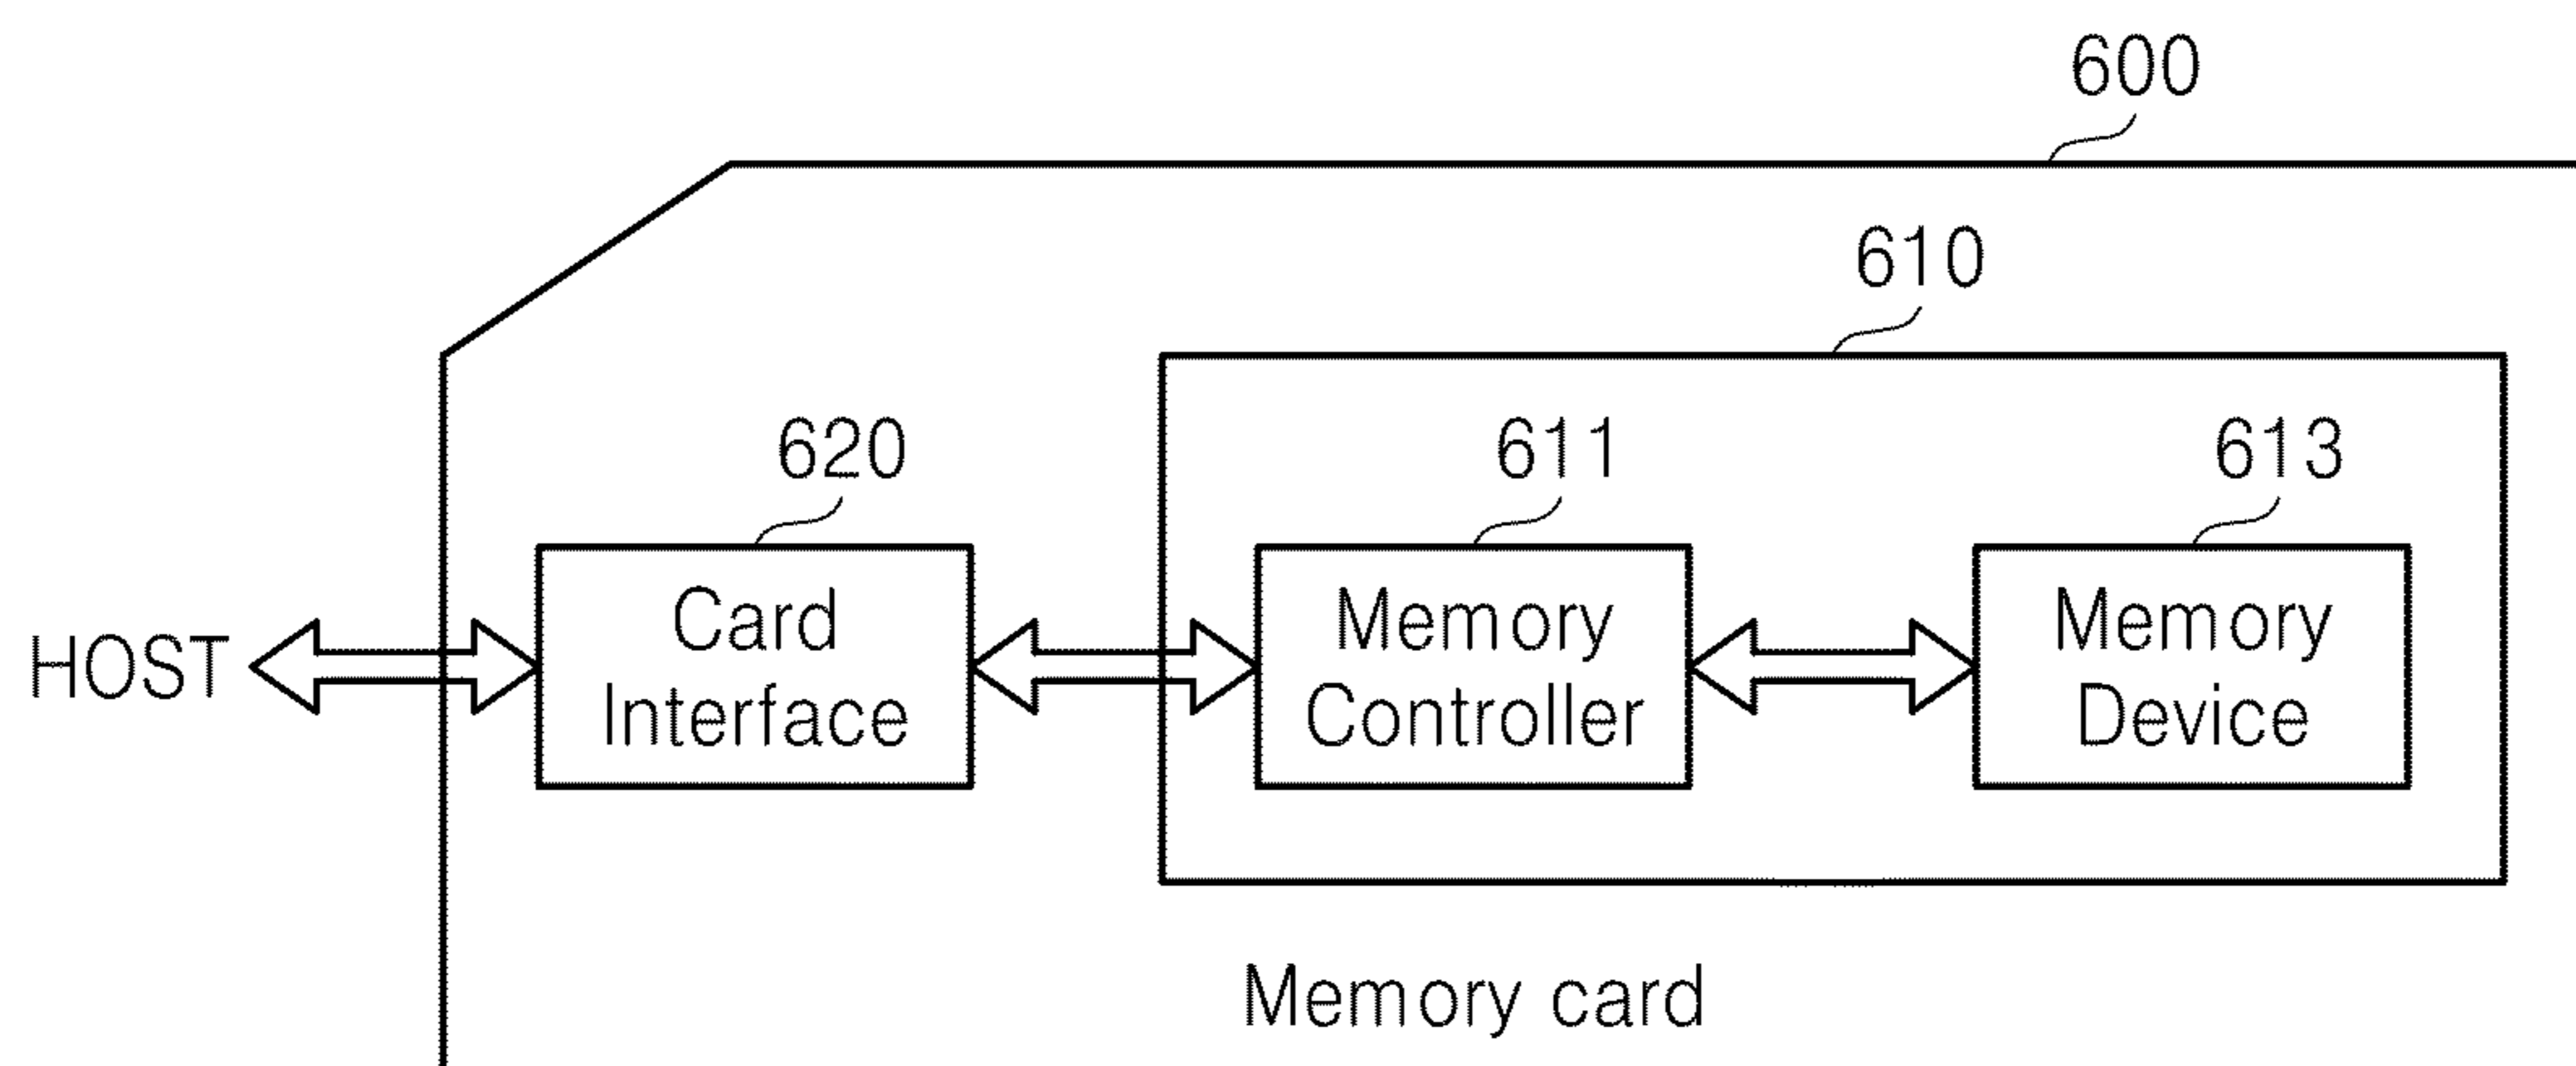 600
610
620
611
613
HOST
Card
Interface
Memory
Controller
Memory
Device
Memory card